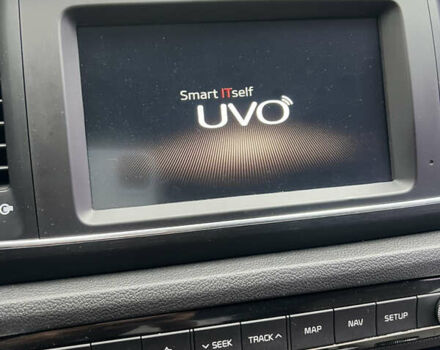 Smart ITself
UVO
SEEK TRACK MAP NAV SETUP